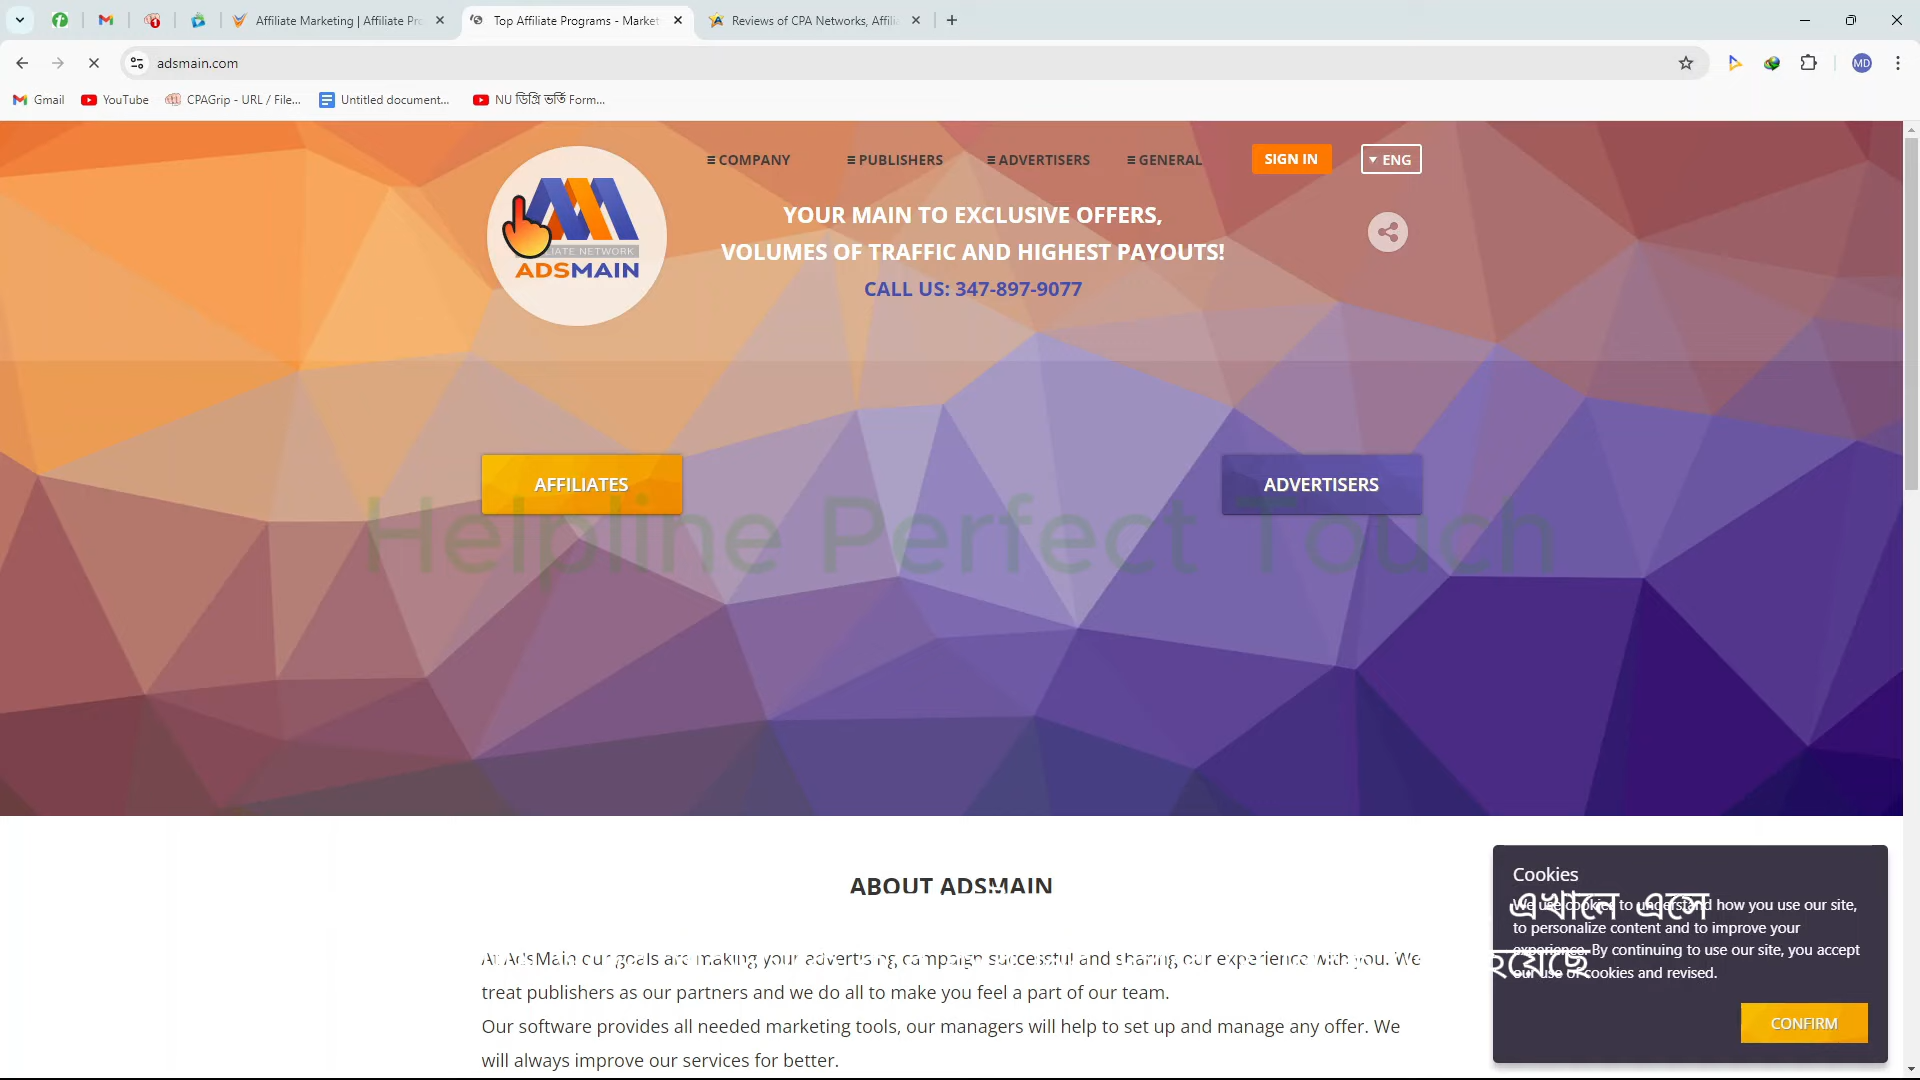 Affiliate Marketing | Affiliate Pro
Top Affiliate Programs - Market
Reviews of CPA Networks, Affili
adsmain.com
MD
Gmail
YouTube
CPAGrip - URL / File...
Untitled document...
NU ডিগ্রি ভর্তি Form...
COMPANY
PUBLISHERS
ADVERTISERS
GENERAL
SIGN IN
ENG
ADSMAIN
YOUR MAIN TO EXCLUSIVE OFFERS,
VOLUMES OF TRAFFIC AND HIGHEST PAYOUTS!
CALL US: 347-897-9077
AFFILIATES
ADVERTISERS
Helpline Perfect Touch
ABOUT ADSMAIN
At AdsMain our goals are making your advertising campaign successful and sharing our experience with you. We
treat publishers as our partners and we do all to make you feel a part of our team.
Our software provides all needed marketing tools, our managers will help to set up and manage any offer. We
will always improve our services for better.
Cookies
We use cookies to understand how you use our site,
to personalize content and to improve your
experience. By continuing to use our site, you accept
our use of cookies and revised.
CONFIRM
এখানে এসে
হয়েছে